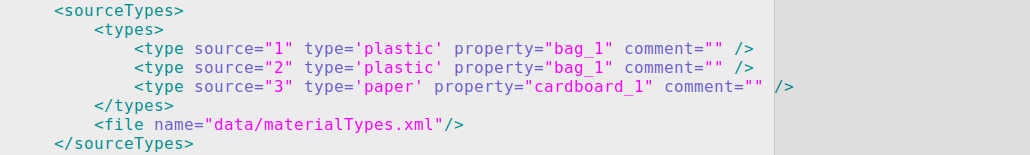 <sourceTypes>
<types>
<type source="1" type='plastic' property="bag_1" comment="" />
<type source="2" type='plastic' property="bag_1" comment="" />
<type source="3" type='paper' property="cardboard_1" comment="" />
</types>
<file name="data/materialTypes.xml"/>
</sourceTypes>